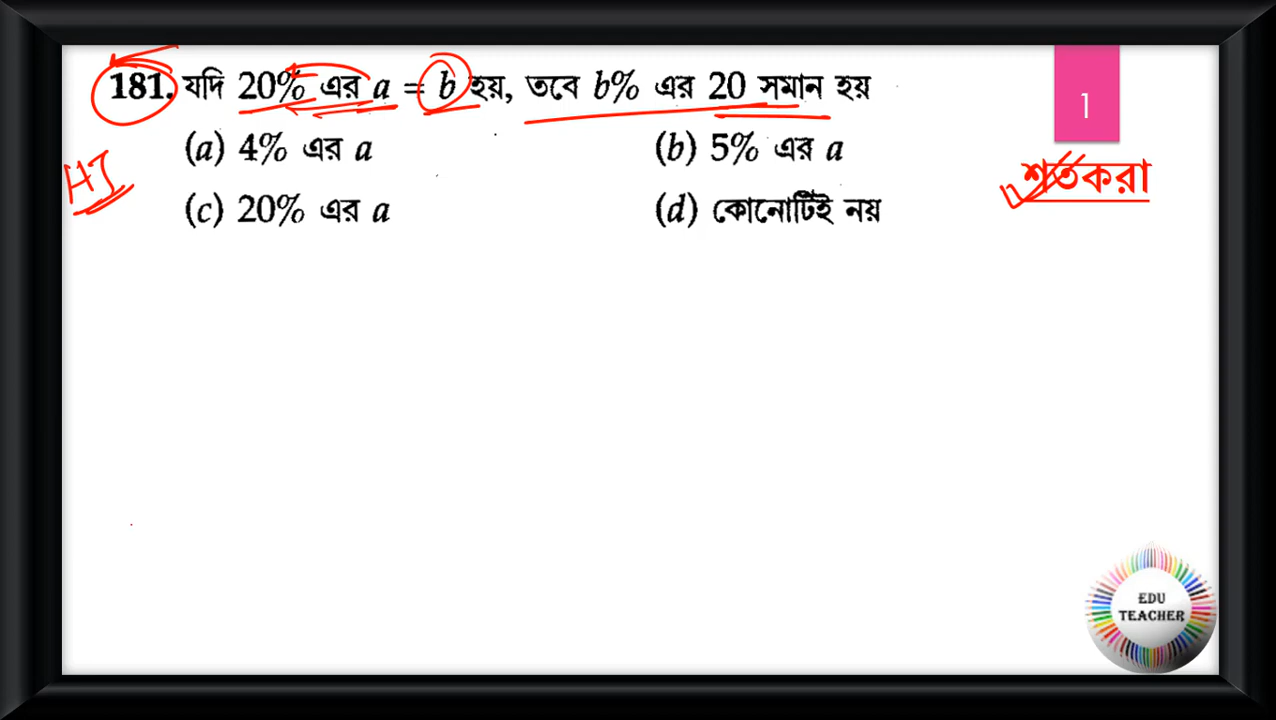 181. যদি 20% এর a = b হয়, তবে b% এর 20 সমান হয়
(a) 4% এর a
(b) 5% এর a
(c) 20% এর a
(d) কোনোটিই নয়
1
শতকরা
EDU
TEACHER